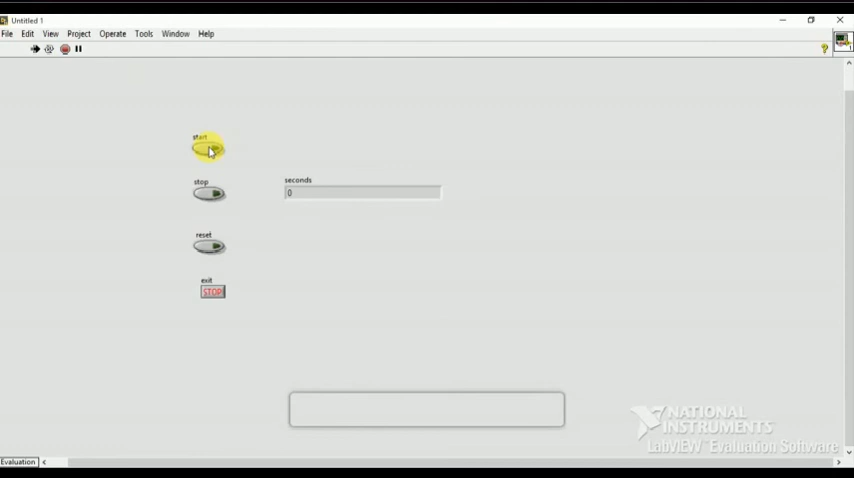 Untitled 1
File Edit View Project Operate Tools Window Help
start
stop
seconds
0
reset
exit
STOP
NATIONAL
INSTRUMENTS
LabVIEW™ Evaluation Software
Evaluation